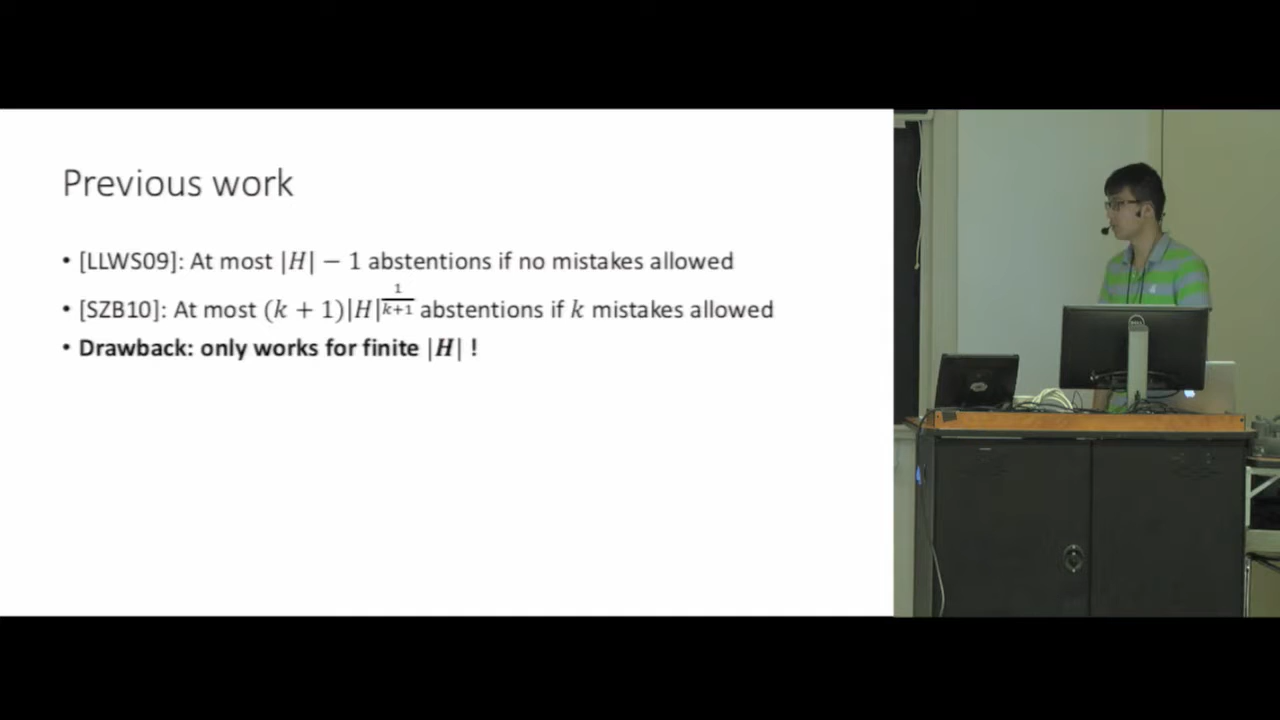 Previous work
• [LLWS09]: At most |H| − 1 abstentions if no mistakes allowed
• [SZB10]: At most (k + 1)|H|^{\frac{1}{k+1}} abstentions if k mistakes allowed
• Drawback: only works for finite |H| !